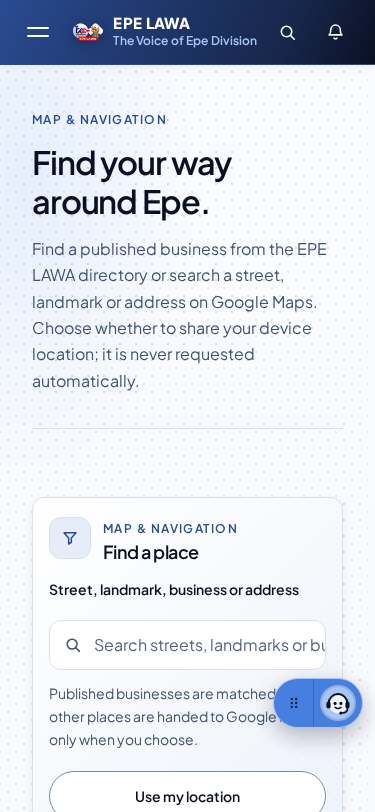 EPE LAWA
The Voice of Epe Division
MAP & NAVIGATION
Find your way
around Epe.
Find a published business from the EPE
LAWA directory or search a street,
landmark or address on Google Maps.
Choose whether to share your device
location; it is never requested
automatically.
MAP & NAVIGATION
Find a place
Street, landmark, business or address
Search streets, landmarks or bu
Published businesses are matched
other places are handed to Google
only when you choose.
Use my location